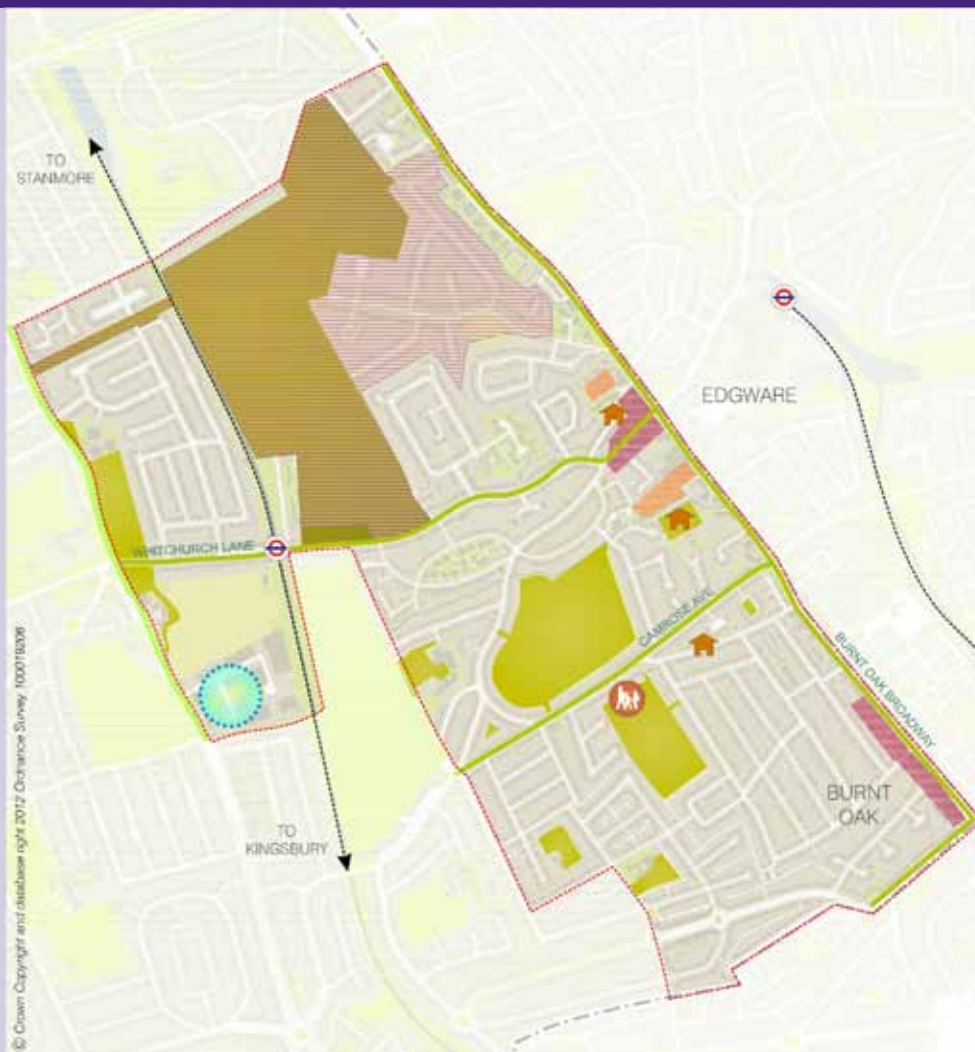 TO
STANMORE
EDGWARE
WHITCHURCH LANE
CAMROSE AVE
BURNT OAK BROADWAY
BURNT
OAK
TO
KINGSBURY
© Crown Copyright and database right 2012 Ordnance Survey 100019206